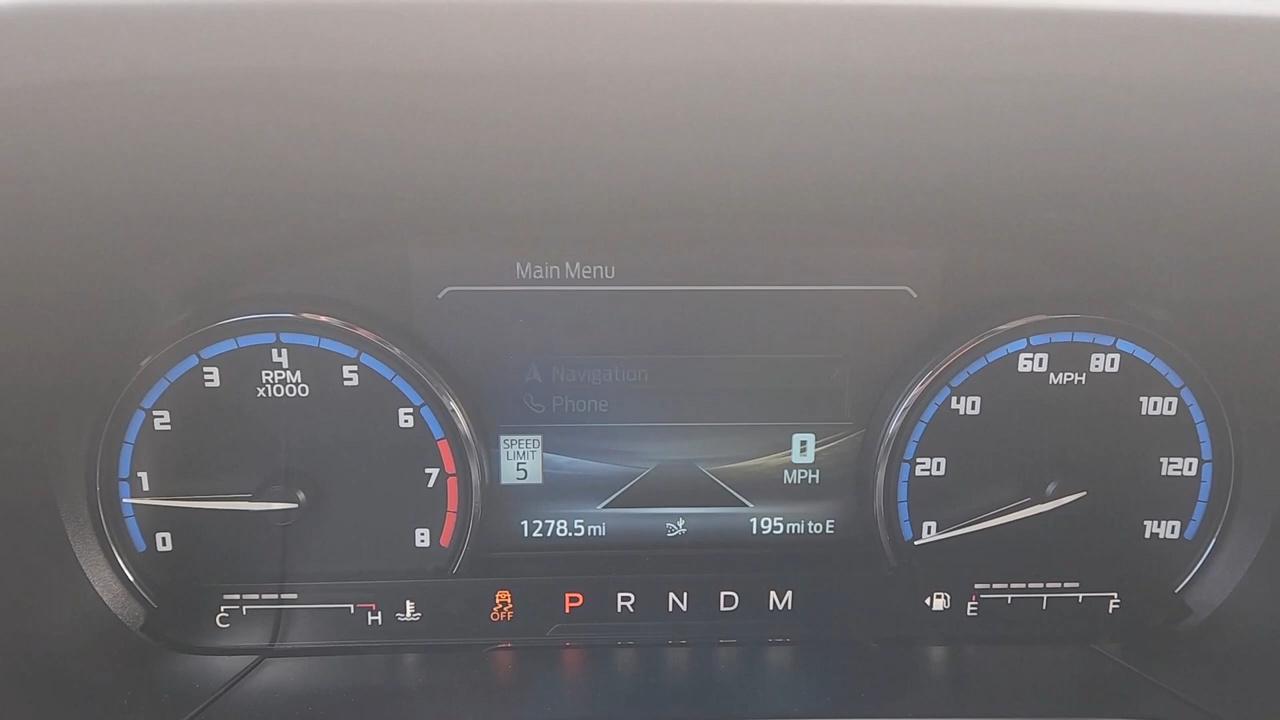 Main Menu
Navigation
Phone
SPEED
LIMIT
5
0
MPH
1278.5 mi
195 mi to E
0
1
2
3
4
5
6
7
8
RPM
x1000
0
20
40
60
80
100
120
140
MPH
C
H
OFF
P R N D M
E
F